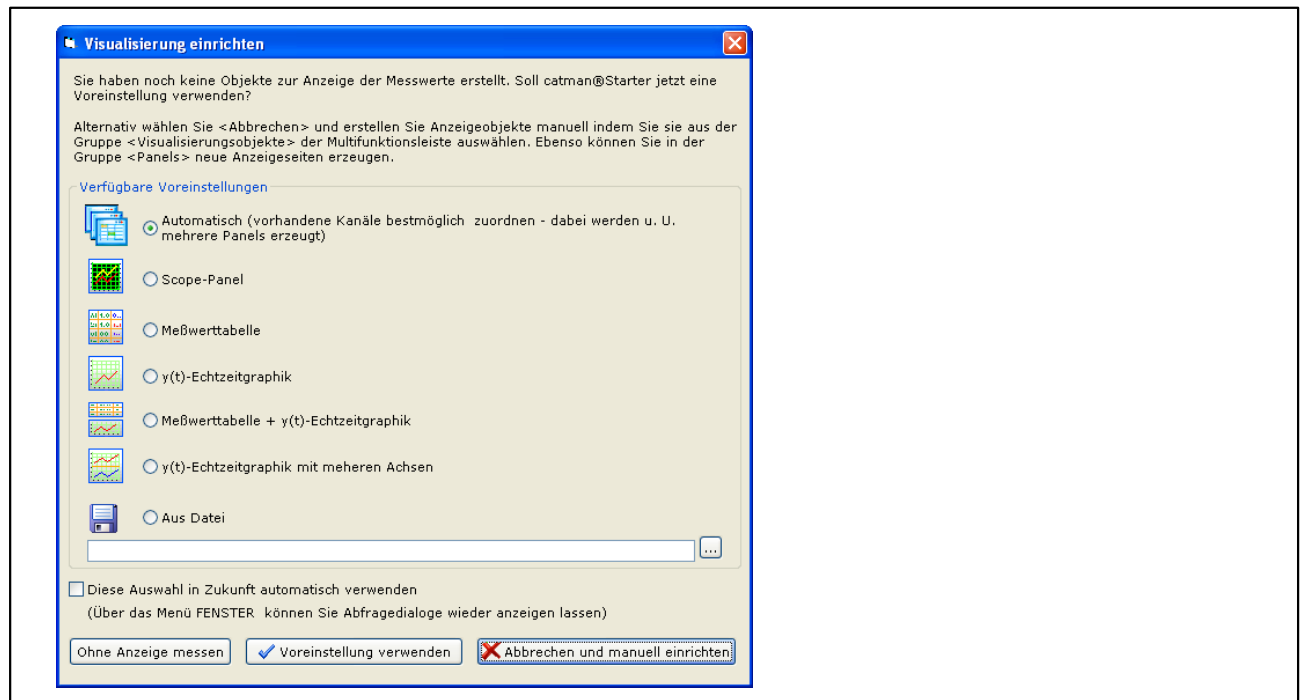 Visualisierung einrichten
Sie haben noch keine Objekte zur Anzeige der Messwerte erstellt. Soll catman®Starter jetzt eine
Voreinstellung verwenden?
Alternativ wählen Sie <Abbrechen> und erstellen Sie Anzeigeobjekte manuell indem Sie sie aus der
Gruppe <Visualisierungsobjekte> der Multifunktionsleiste auswählen. Ebenso können Sie in der
Gruppe <Panels> neue Anzeigeseiten erzeugen.
Verfügbare Voreinstellungen
Automatisch (vorhandene Kanäle bestmöglich zuordnen - dabei werden u. U.
mehrere Panels erzeugt)
Scope-Panel
Meßwerttabelle
y(t)-Echtzeitgraphik
Meßwerttabelle + y(t)-Echtzeitgraphik
y(t)-Echtzeitgraphik mit meheren Achsen
Aus Datei
...
Diese Auswahl in Zukunft automatisch verwenden
(Über das Menü FENSTER können Sie Abfragedialoge wieder anzeigen lassen)
Ohne Anzeige messen
Voreinstellung verwenden
Abbrechen und manuell einrichten